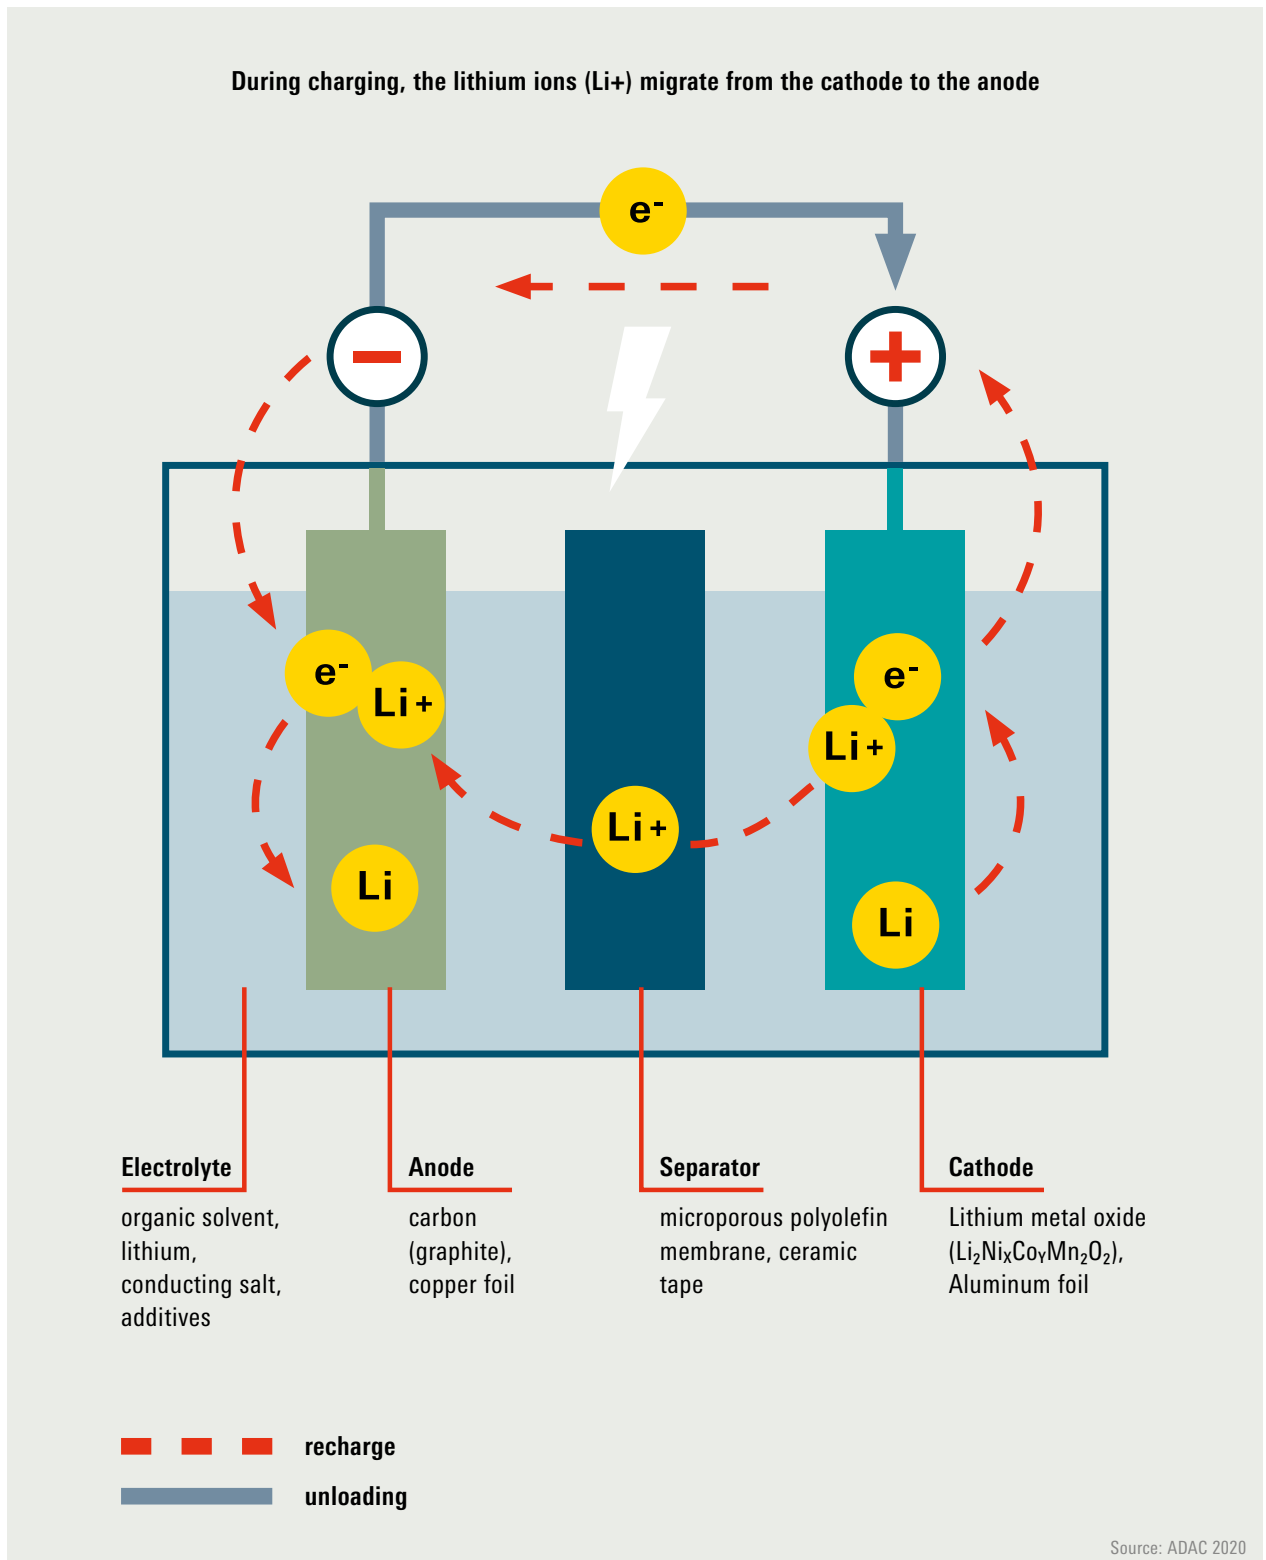 During charging, the lithium ions (Li+) migrate from the cathode to the anode
e-
e-
Li+
e-
Li+
Li+
Li
Li
Electrolyte
organic solvent,
lithium,
conducting salt,
additives
Anode
carbon
(graphite),
copper foil
Separator
microporous polyolefin
membrane, ceramic
tape
Cathode
Lithium metal oxide
(Li₂NiₓCoᵧMn₂O₂),
Aluminum foil
recharge
unloading
Source: ADAC 2020